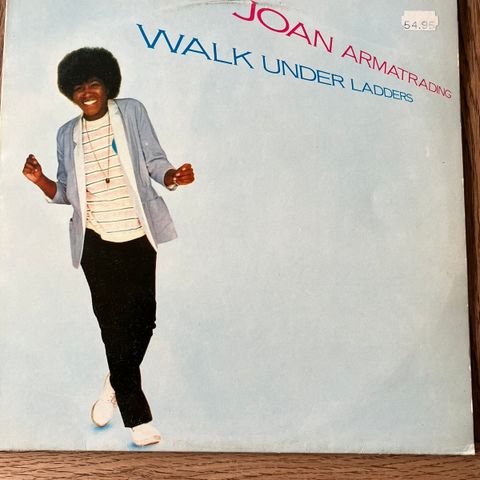 JOAN ARMATRADING
54.95
WALK UNDER LADDERS